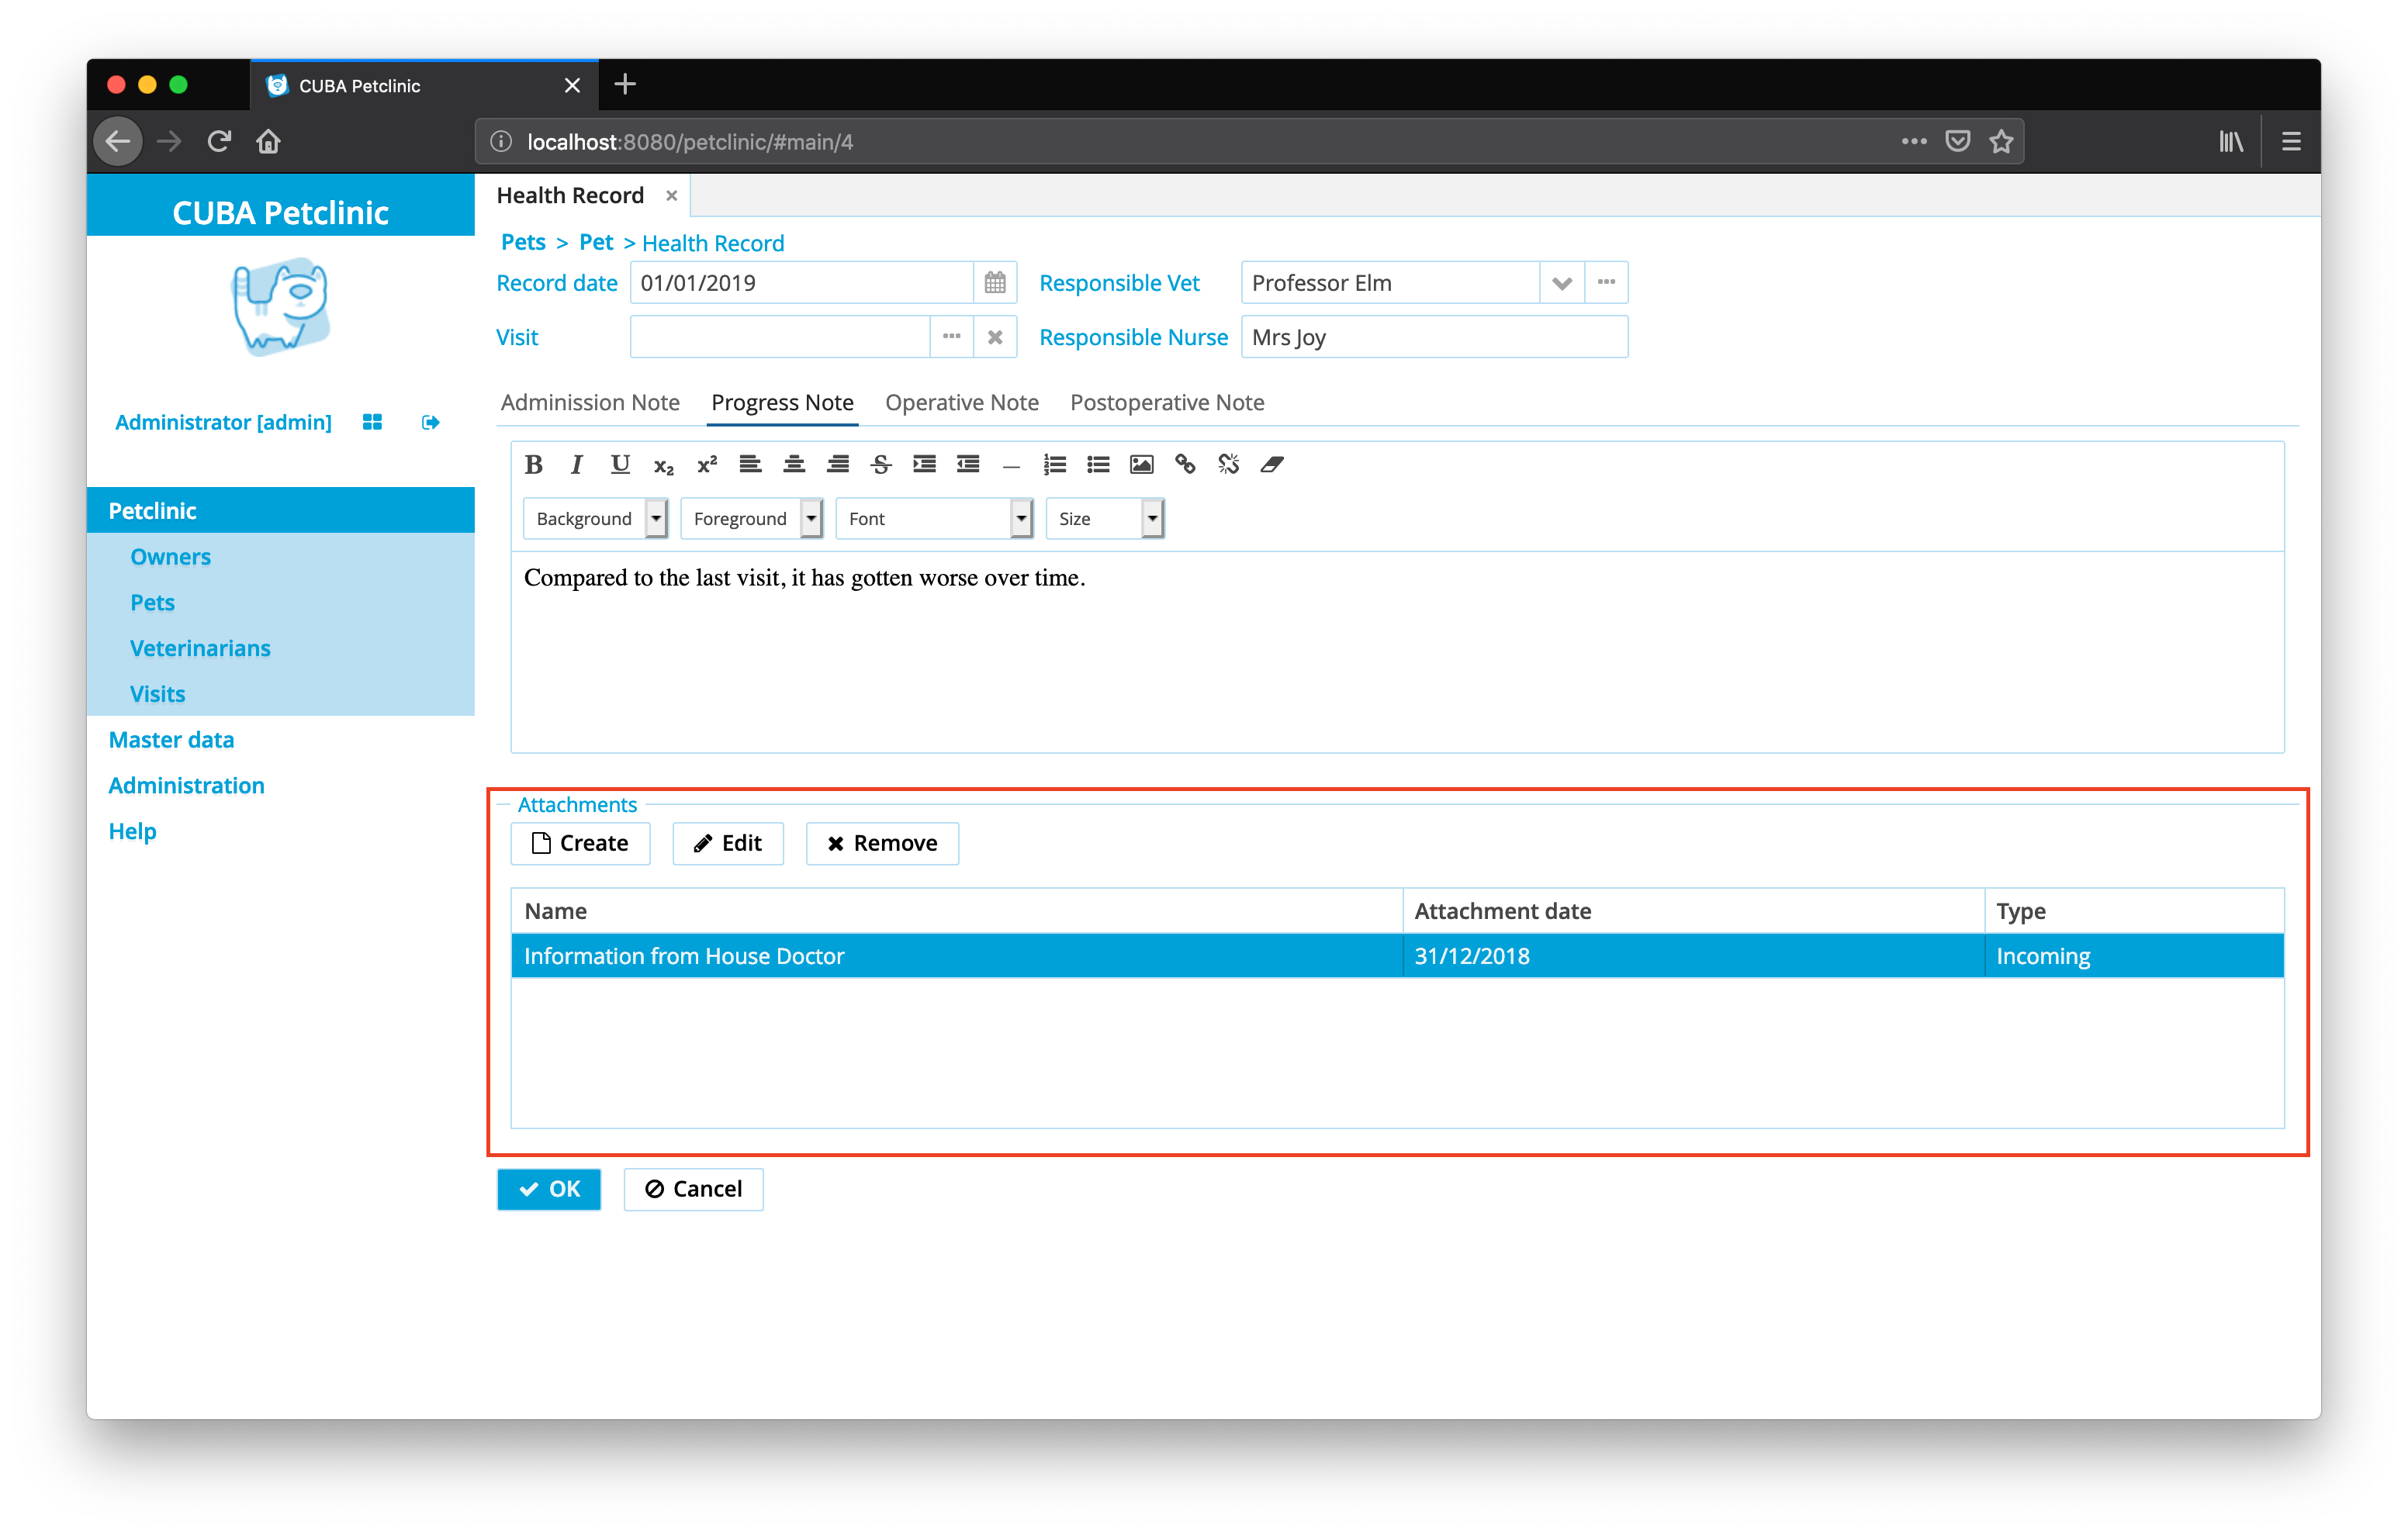 CUBA Petclinic
localhost:8080/petclinic/#main/4
CUBA Petclinic
Administrator [admin]
Petclinic
Owners
Pets
Veterinarians
Visits
Master data
Administration
Help
Health Record
Pets > Pet > Health Record
Record date 01/01/2019 Responsible Vet Professor Elm
Visit Responsible Nurse Mrs Joy
Adminission Note Progress Note Operative Note Postoperative Note
B I U x₂ x² S
Background Foreground Font Size
Compared to the last visit, it has gotten worse over time.
Attachments
Create Edit Remove
Name Attachment date Type
Information from House Doctor 31/12/2018 Incoming
OK Cancel